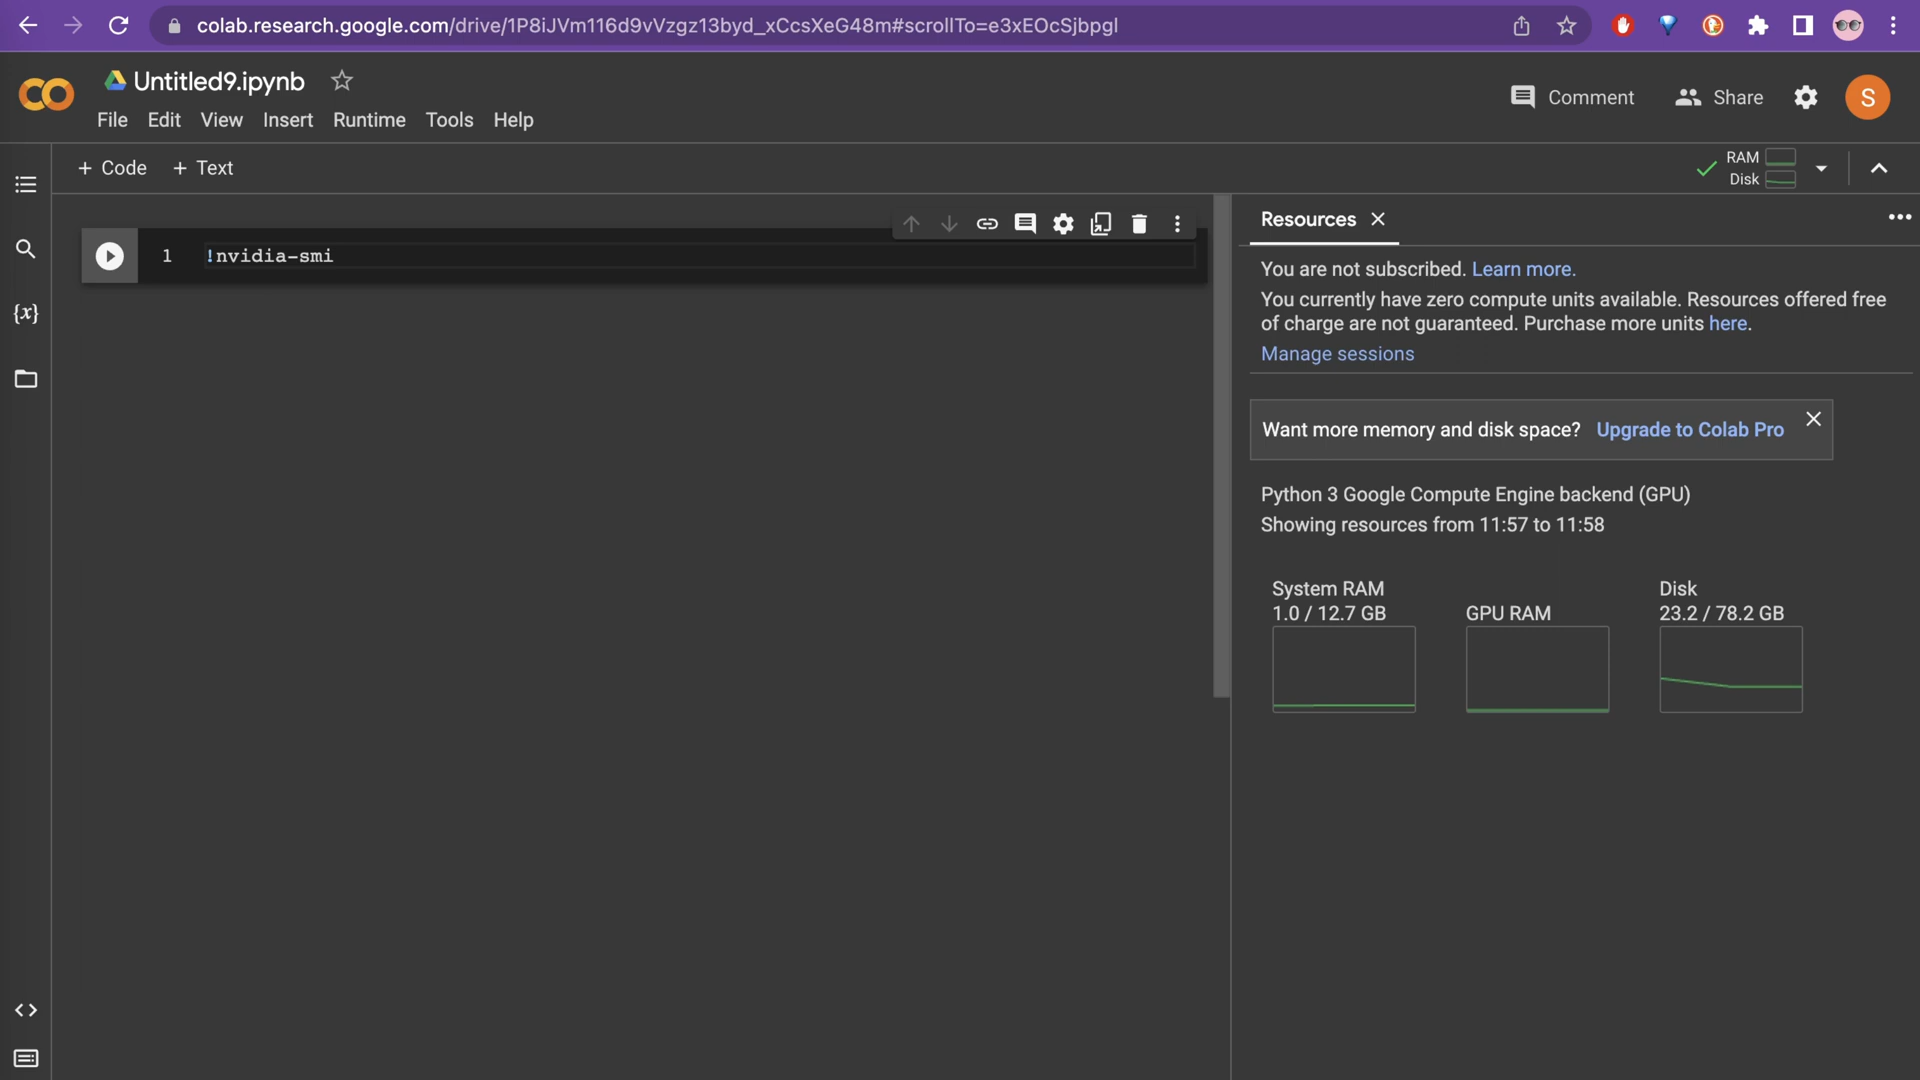 colab.research.google.com/drive/1P8iJVm116d9vVzgz13byd_xCcsXeG48m#scrollTo=e3xEOcSjbpgl
Untitled9.ipynb
File Edit View Insert Runtime Tools Help
Comment Share S
+ Code + Text
RAM
Disk
1 !nvidia-smi
{x}
Resources
You are not subscribed. Learn more.
You currently have zero compute units available. Resources offered free
of charge are not guaranteed. Purchase more units here.
Manage sessions
Want more memory and disk space? Upgrade to Colab Pro
Python 3 Google Compute Engine backend (GPU)
Showing resources from 11:57 to 11:58
System RAM
1.0 / 12.7 GB
GPU RAM
Disk
23.2 / 78.2 GB